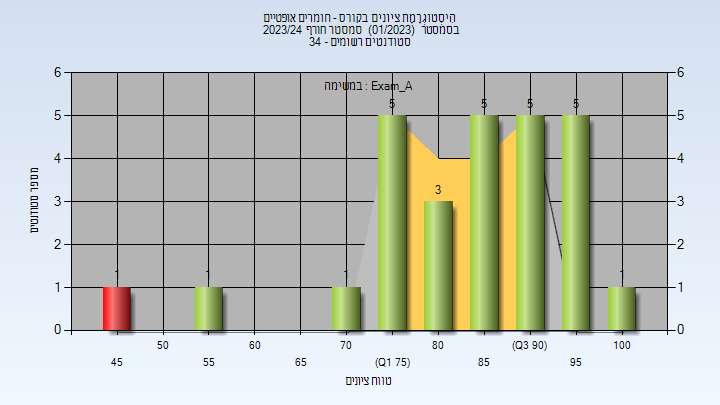 היסטוגרמת ציונים בקורס - חומרים אופטיים
בסמסטר (01/2023) סמסטר חורף 2023/24
סטודנטים רשומים - 34
במשימה : Exam_A
מספר סטודנטים
6 6
5 5
4 4
3 3
2 2
1 1
0 0
1 1 1 5 3 5 5 5 1
50 60 70 80 (Q3 90) 100
45 55 65 (Q1 75) 85 95
טווח ציונים